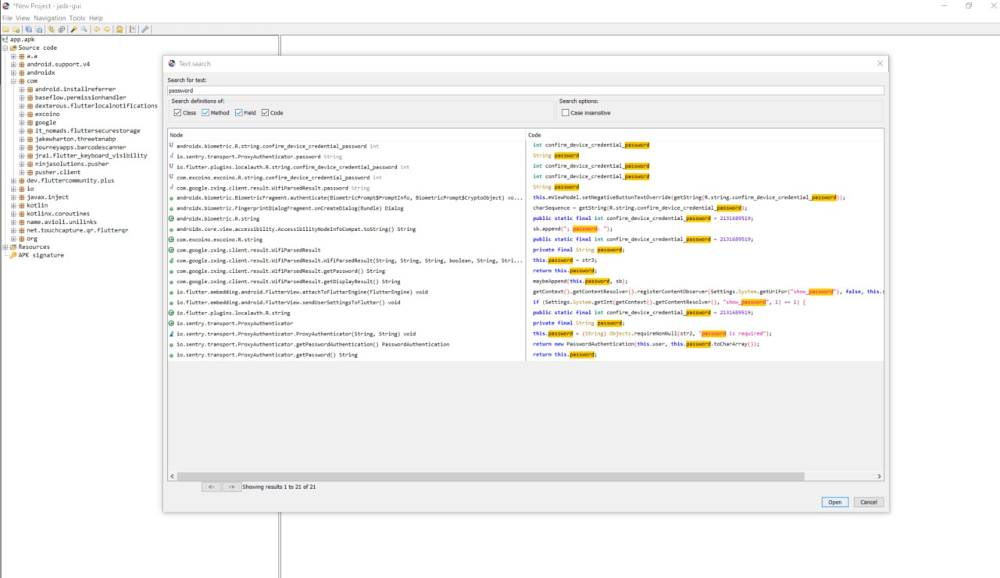 *New Project - jadx-gui
File View Navigation Tools Help
app.apk
Source code
a.a
android.support.v4
androidx
com
android.installreferrer
baseflow.permissionhandler
dexterous.flutterlocalnotifications
excoino
google
it_nomads.fluttersecurestorage
jakewharton.threetenabp
journeyapps.barcodescanner
jrai.flutter_keyboard_visibility
ninjasolutions.pusher
pusher.client
dev.fluttercommunity.plus
io
javax.inject
kotlin
kotlinx.coroutines
name.avioli.unilinks
net.touchcapture.qr.flutterqr
org
Resources
APK signature
Text search
Search for text:
password
Search definitions of: Search options:
Class Method Field Code Case insensitive
Node Code
androidx.biometric.R.string.confirm_device_credential_password int int confirm_device_credential_password
io.sentry.transport.ProxyAuthenticator.password String String password
io.flutter.plugins.localauth.R.string.confirm_device_credential_password int int confirm_device_credential_password
com.excoino.excoino.R.string.confirm_device_credential_password int int confirm_device_credential_password
com.google.zxing.client.result.WifiParsedResult.password String String password
androidx.biometric.BiometricFragment.authenticate(BiometricPrompt$PromptInfo, BiometricPrompt$CryptoObject) vo... this.mViewModel.setNegativeButtonTextOverride(getString(R.string.confirm_device_credential_password));
androidx.biometric.FingerprintDialogFragment.onCreateDialog(Bundle) Dialog charSequence = getString(R.string.confirm_device_credential_password);
androidx.biometric.R.string public static final int confirm_device_credential_password = 2131689519;
androidx.core.view.accessibility.AccessibilityNodeInfoCompat.toString() String sb.append("; password: ");
com.excoino.excoino.R.string public static final int confirm_device_credential_password = 2131689519;
com.google.zxing.client.result.WifiParsedResult private final String password;
com.google.zxing.client.result.WifiParsedResult.WifiParsedResult(String, String, String, boolean, String, Stri... this.password = str3;
com.google.zxing.client.result.WifiParsedResult.getPassword() String return this.password;
com.google.zxing.client.result.WifiParsedResult.getDisplayResult() String maybeAppend(this.password, sb);
io.flutter.embedding.android.FlutterView.attachToFlutterEngine(FlutterEngine) void getContext().getContentResolver().registerContentObserver(Settings.System.getUriFor("show_password"), false, this.s
io.flutter.embedding.android.FlutterView.sendUserSettingsToFlutter() void if (Settings.System.getInt(getContext().getContentResolver(), "show_password", 1) == 1) {
io.flutter.plugins.localauth.R.string public static final int confirm_device_credential_password = 2131689519;
io.sentry.transport.ProxyAuthenticator private final String password;
io.sentry.transport.ProxyAuthenticator.ProxyAuthenticator(String, String) void this.password = (String) Objects.requireNonNull(str2, "password is required");
io.sentry.transport.ProxyAuthenticator.getPasswordAuthentication() PasswordAuthentication return new PasswordAuthentication(this.user, this.password.toCharArray());
io.sentry.transport.ProxyAuthenticator.getPassword() String return this.password;
<- -> Showing results 1 to 21 of 21
Open Cancel